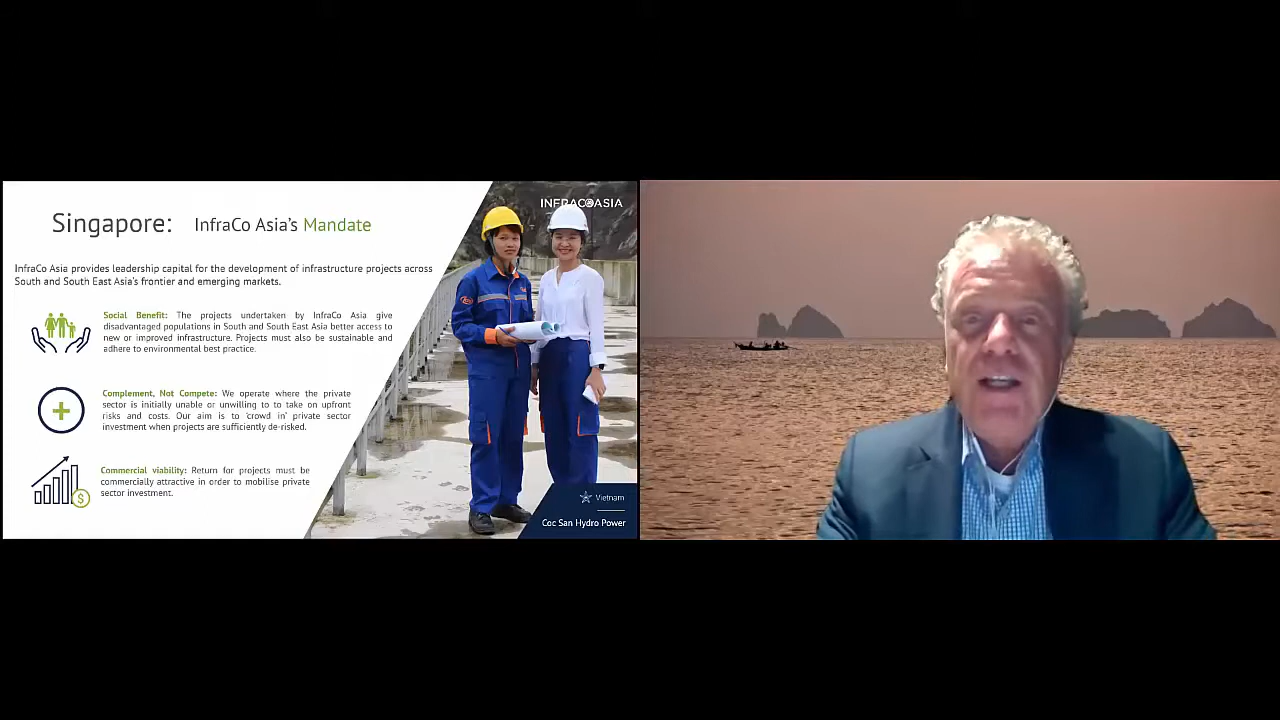 Singapore: InfraCo Asia's Mandate
INFRACOASIA
InfraCo Asia provides leadership capital for the development of infrastructure projects across
South and South East Asia's frontier and emerging markets.
Social Benefit: The projects undertaken by InfraCo Asia give
disadvantaged populations in South and South East Asia better access to
new or improved infrastructure. Projects must also be sustainable and
adhere to environmental best practice.
Complement, Not Compete: We operate where the private
sector is initially unable or unwilling to to take on upfront
risks and costs. Our aim is to 'crowd in' private sector
investment when projects are sufficiently de-risked.
Commercial viability: Return for projects must be
commercially attractive in order to mobilise private
sector investment.
$
Vietnam
Coc San Hydro Power